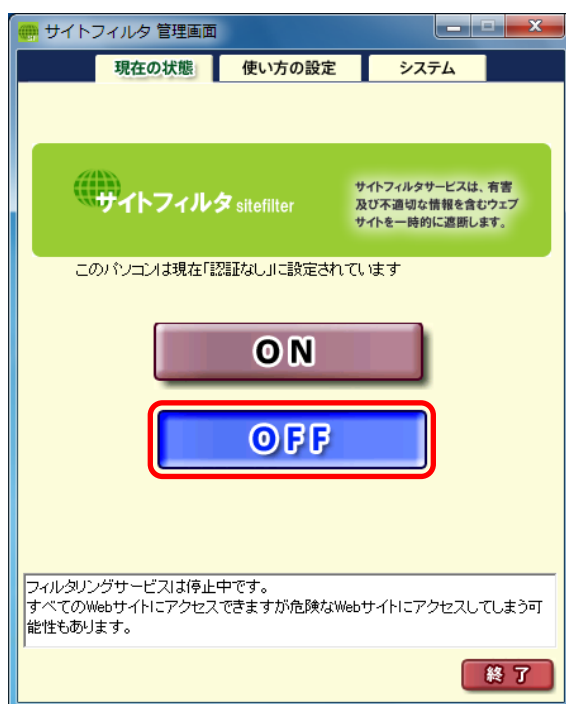 サイトフィルタ 管理画面
現在の状態 使い方の設定 システム
サイトフィルタ sitefilter
サイトフィルタサービスは、有害
及び不適切な情報を含むウェブ
サイトを一時的に遮断します。
このパソコンは現在「認証なし」に設定されています
ON
OFF
フィルタリングサービスは停止中です。
すべてのWebサイトにアクセスできますが危険なWebサイトにアクセスしてしまう可
能性もあります。
終了